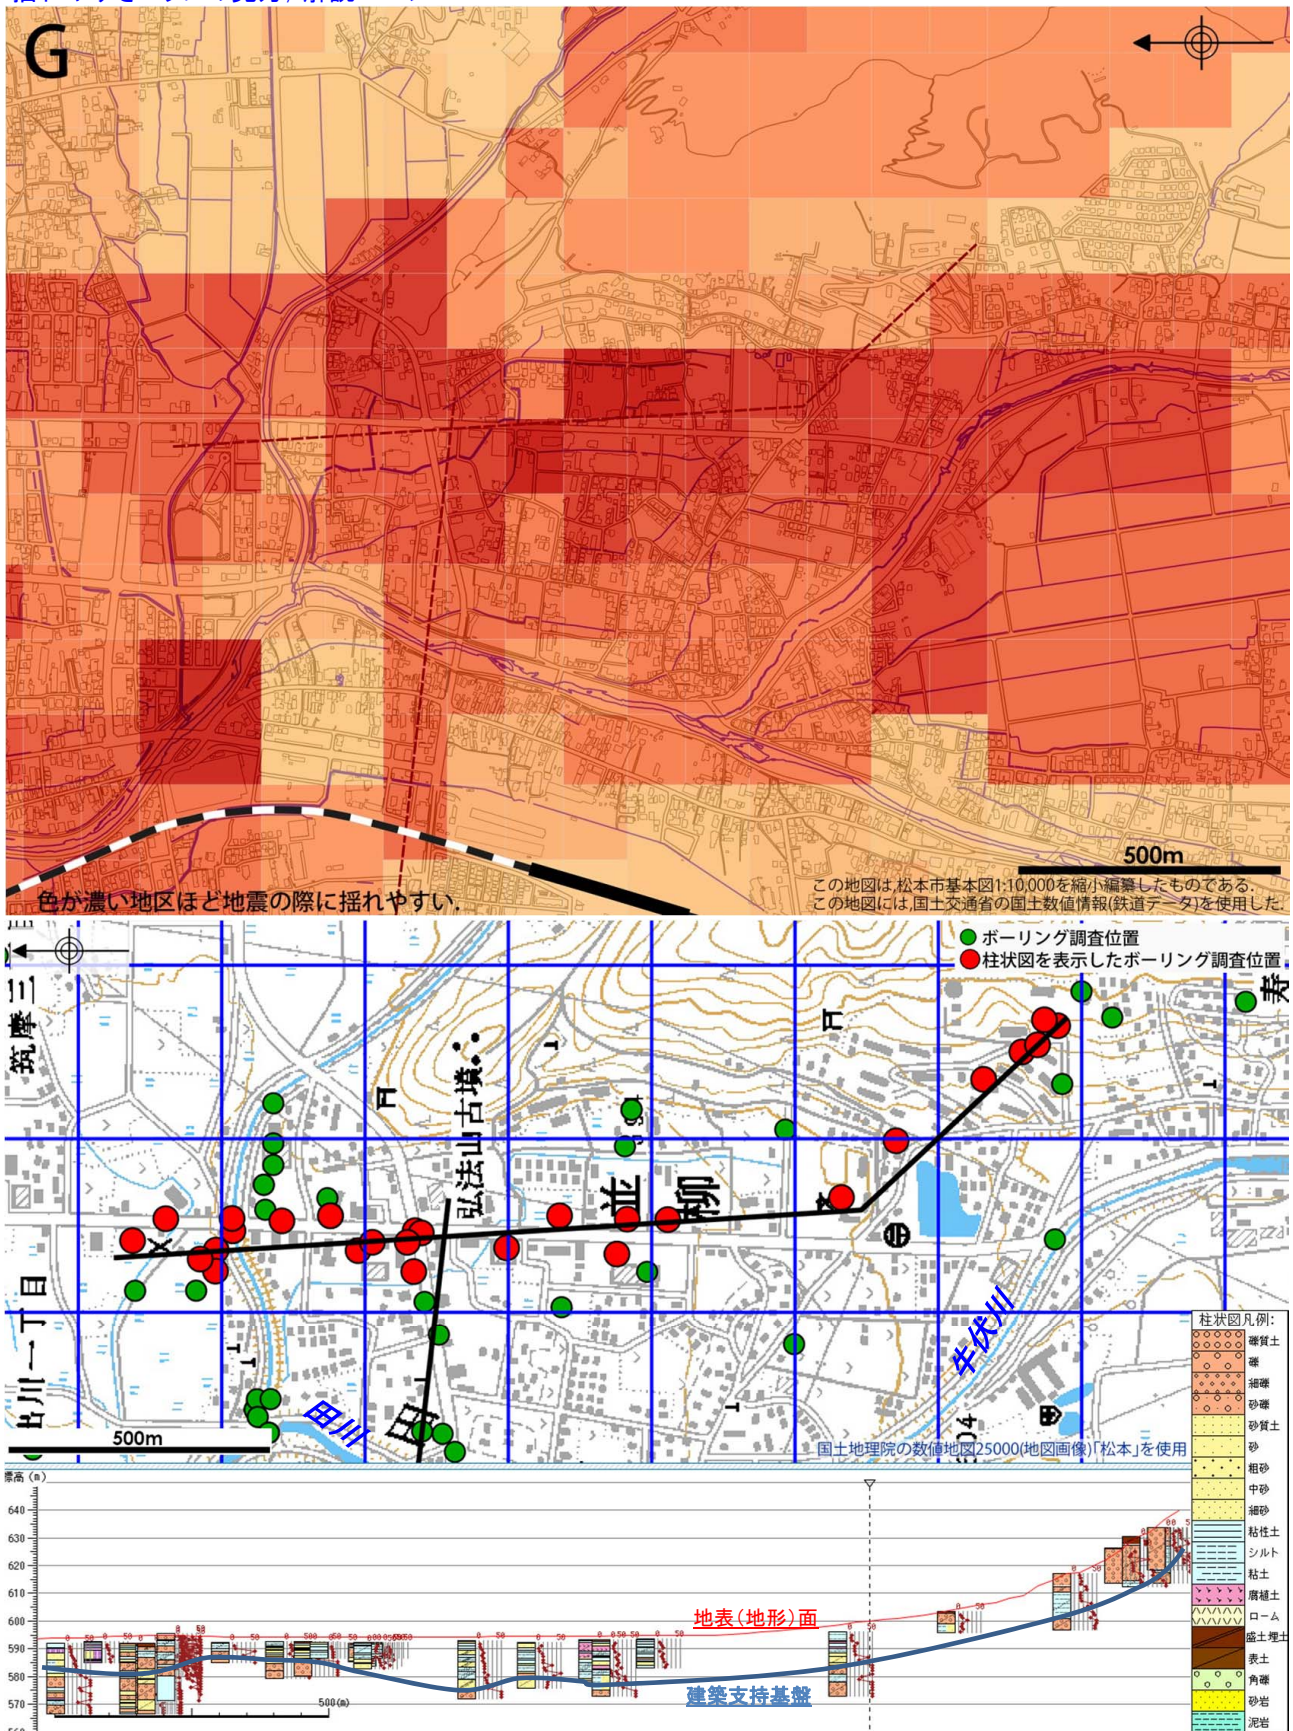 G
500m
色が濃い地区ほど地震の際に揺れやすい.
この地図は,松本市基本図1:10,000を縮小編纂したものである.
この地図には,国土交通省の国土数値情報(鉄道データ)を使用した.
ボーリング調査位置
柱状図を表示したボーリング調査位置
筑摩三
寿
弘法山古墳
並柳
出川一丁目
田川
牛伏川
500m
国土地理院の数値地図25000(地図画像)「松本」を使用
柱状図凡例:
礫質土
礫
細礫
砂礫
砂質土
砂
粗砂
中砂
細砂
粘性土
シルト
粘土
腐植土
ローム
盛土埋土
表土
角礫
砂岩
泥岩
標高(m)
640
630
620
610
600
590
580
570
560
地表(地形)面
建築支持基盤
500(m)